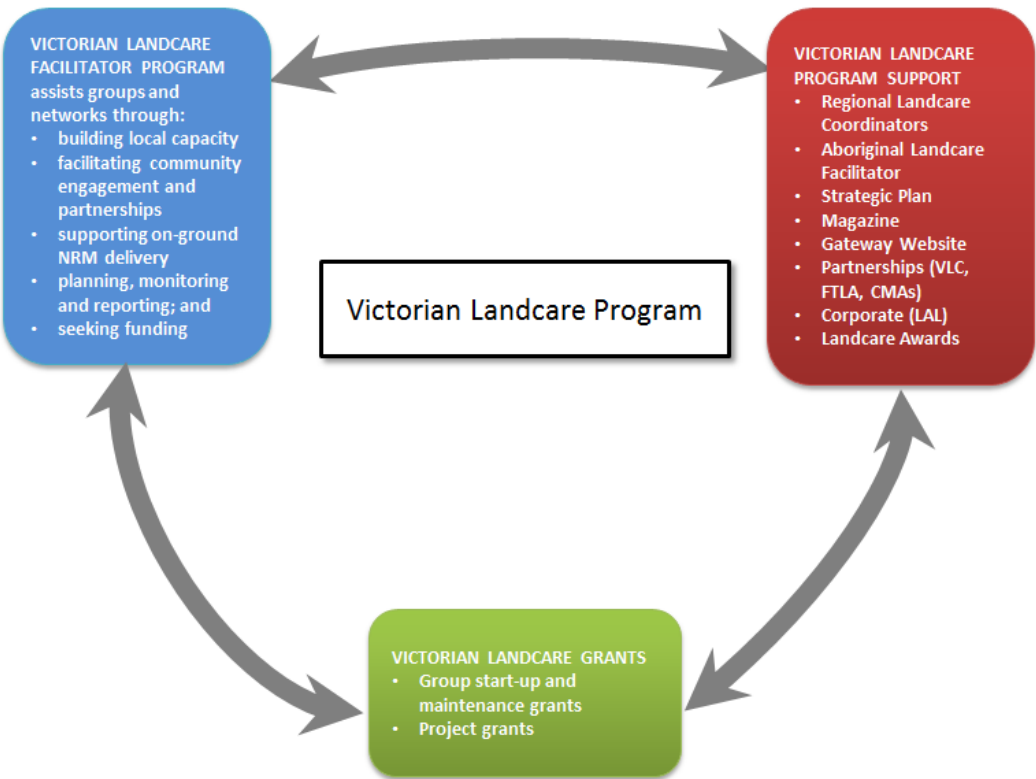 VICTORIAN LANDCARE
FACILITATOR PROGRAM
assists groups and
networks through:
• building local capacity
• facilitating community
engagement and
partnerships
• supporting on-ground
NRM delivery
• planning, monitoring
and reporting; and
• seeking funding
VICTORIAN LANDCARE
PROGRAM SUPPORT
• Regional Landcare
Coordinators
• Aboriginal Landcare
Facilitator
• Strategic Plan
• Magazine
• Gateway Website
• Partnerships (VLC,
FTLA, CMAs)
• Corporate (LAL)
• Landcare Awards
Victorian Landcare Program
VICTORIAN LANDCARE GRANTS
• Group start-up and
maintenance grants
• Project grants